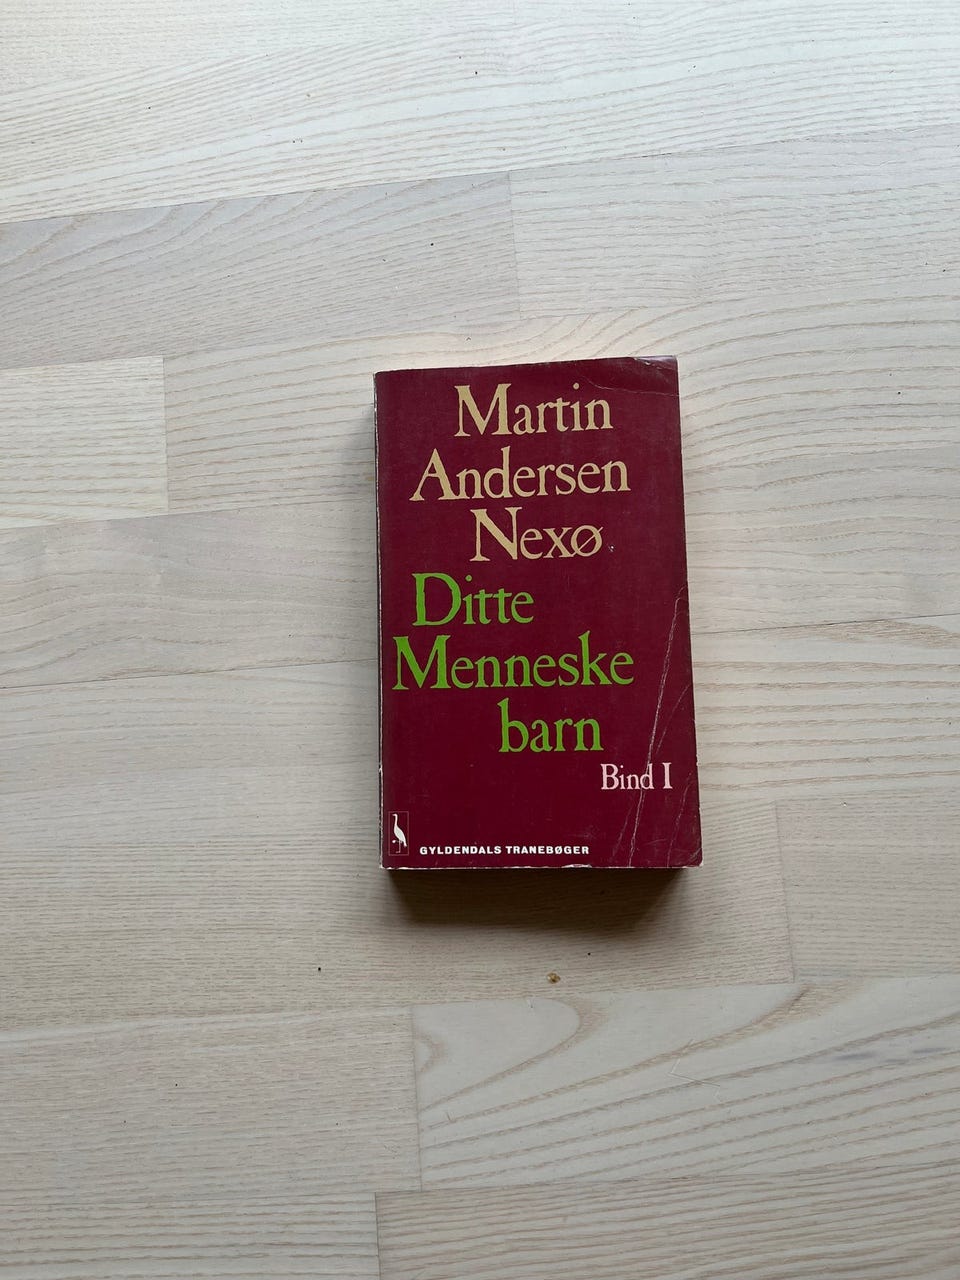 Martin
Andersen
Nexø
Ditte
Menneske
barn
Bind I
GYLDENDALS TRANEBØGER